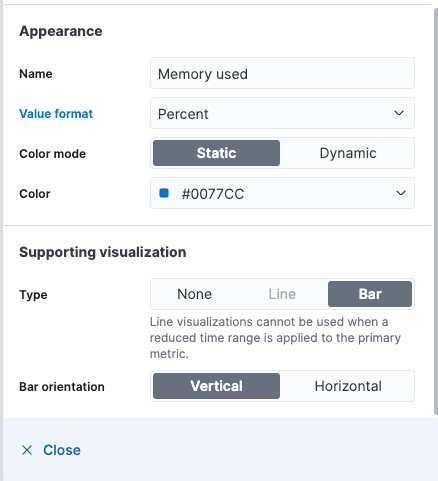 Appearance
Name Memory used
Value format Percent
Color mode Static Dynamic
Color #0077CC
Supporting visualization
Type None Line Bar
Line visualizations cannot be used when a
reduced time range is applied to the primary
metric.
Bar orientation Vertical Horizontal
Close